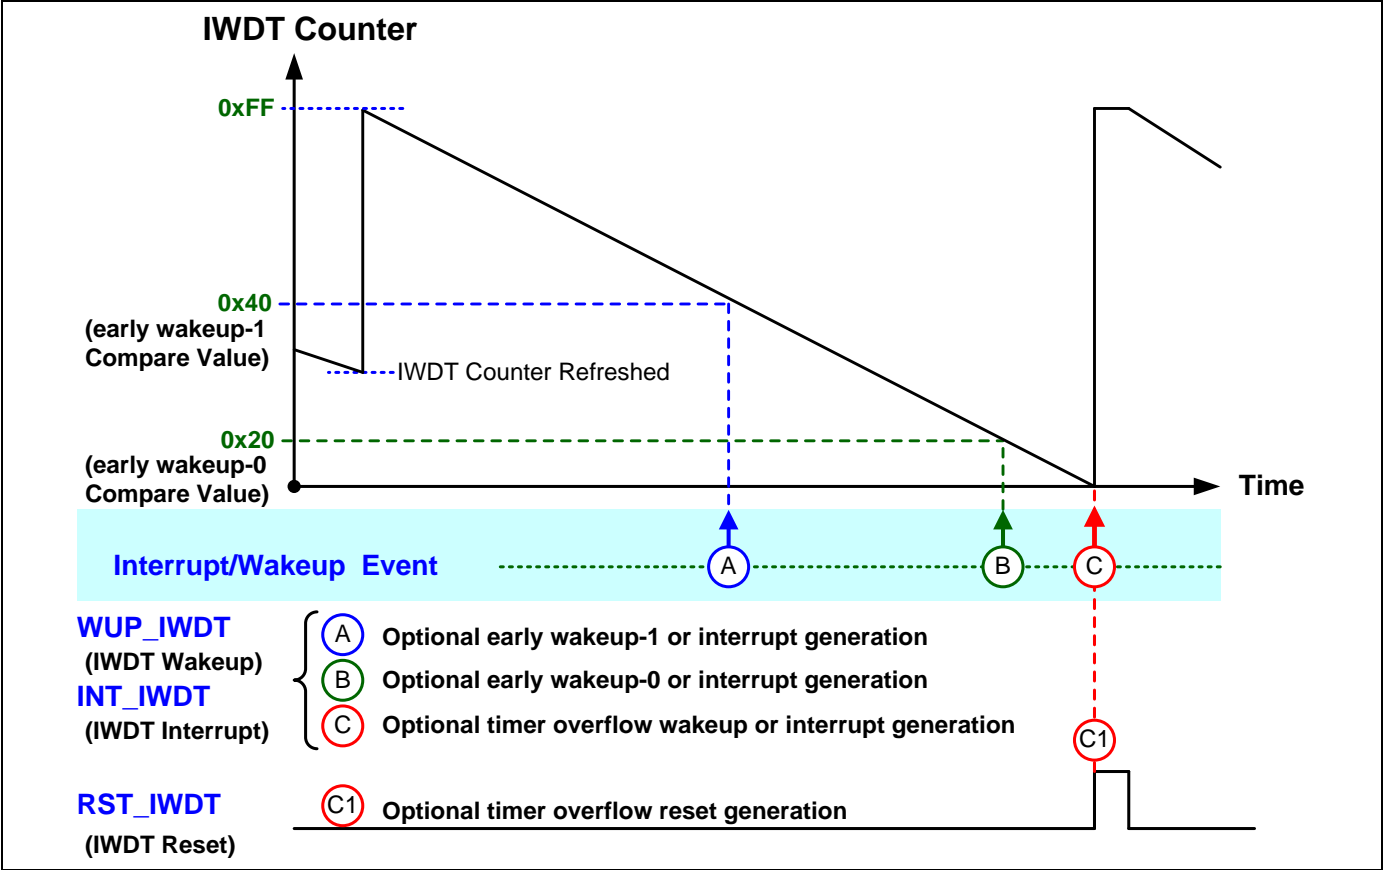 IWDT Counter
0xFF
0x40
(early wakeup-1
Compare Value)
IWDT Counter Refreshed
0x20
(early wakeup-0
Compare Value)
Time
Interrupt/Wakeup Event
A
B
C
WUP_IWDT
(IWDT Wakeup)
INT_IWDT
(IWDT Interrupt)
A Optional early wakeup-1 or interrupt generation
B Optional early wakeup-0 or interrupt generation
C Optional timer overflow wakeup or interrupt generation
C1
RST_IWDT
(IWDT Reset)
C1 Optional timer overflow reset generation